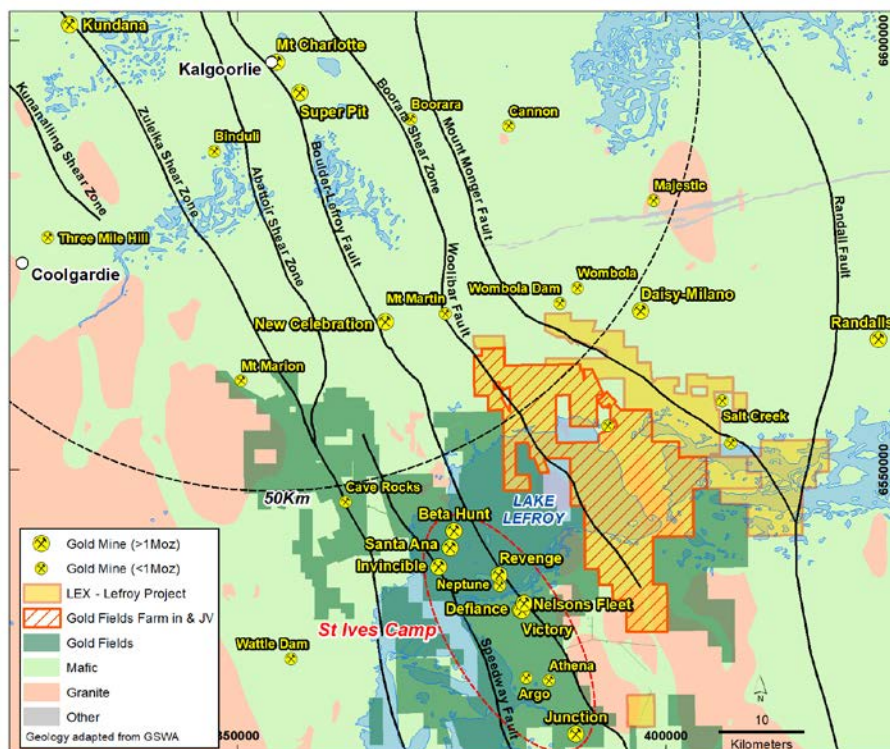 Kundana
Mt Charlotte
Kalgoorlie
Super Pit
Boorara
Cannon
Binduli
Majestic
Kunanalling Shear Zone
Zuleika Shear Zone
Abattoir Shear Zone
Boulder-Lefroy Fault
Boorara Shear Zone
Mount Monger Fault
Randall Fault
6600000
Three Mile Hill
Coolgardie
Woolibar Fault
Wombola
Wombola Dam
Mt Martin
Daisy-Milano
New Celebration
Randalls
Mt Marion
Salt Creek
50Km
Cave Rocks
LAKE
LEFROY
6550000
Beta Hunt
Santa Ana
Invincible
Revenge
Neptune
Defiance
Nelsons Fleet
Victory
St Ives Camp
Wattle Dam
Speedway Fault
Athena
Argo
Junction
Gold Mine (>1Moz)
Gold Mine (<1Moz)
LEX - Lefroy Project
Gold Fields Farm in & JV
Gold Fields
Mafic
Granite
Other
Geology adapted from GSWA
350000
400000
N
10
Kilometers